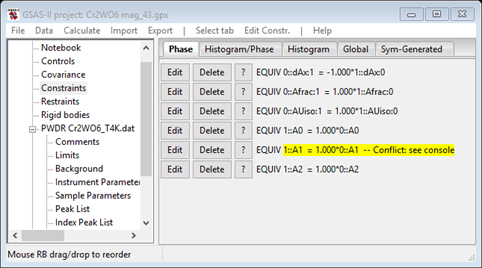 GSAS-II project: Cr2WO6 mag_43.gpx
File Data Calculate Import Export | Select tab Edit Constr. |
Notebook
Controls
Covariance
Constraints
Restraints
Rigid bodies
PWDR Cr2WO6_T4K.dat
Comments
Limits
Background
Instrument Parameter
Sample Parameters
Peak List
Index Peak List
Phase Histogram/Phase Histogram Global Sym-Generated
Edit Delete ? EQUIV 0::dAx:1 = -1.000*1::dAx:0
Edit Delete ? EQUIV 0::Afrac:1 = 1.000*1::Afrac:0
Edit Delete ? EQUIV 0::AUiso:1 = 1.000*1::AUiso:0
Edit Delete ? EQUIV 1::A0 = 1.000*0::A0
Edit Delete ? EQUIV 1::A1 = 1.000*0::A1 -- Conflict: see console
Edit Delete ? EQUIV 1::A2 = 1.000*0::A2
Mouse RB drag/drop to reorder